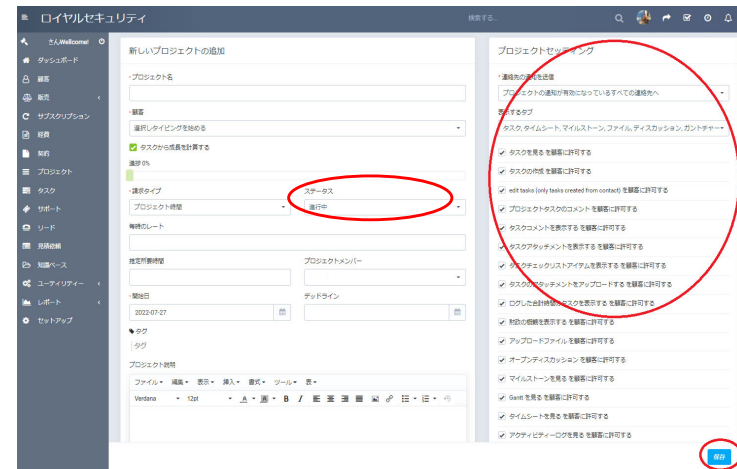 ロイヤルセキュリティ
検索する...
さんWellcome!
ダッシュボード
顧客
販売
サブスクリプション
経費
契約
プロジェクト
タスク
サポート
リード
見積依頼
知識ベース
ユーティリティー
レポート
セットアップ
新しいプロジェクトの追加
*プロジェクト名
*顧客
選択しタイピングを始める
タスクから成長を計算する
進捗 0%
*請求タイプ
ステータス
プロジェクト時間
進行中
毎時のレート
推定所要時間
プロジェクトメンバー
*開始日
デッドライン
2022-07-27
タグ
タグ
プロジェクト説明
ファイル 編集 表示 挿入 書式 ツール 表
Verdana 12pt A B I
プロジェクトセッティング
*連絡先の通知を送信
プロジェクトの通知が有効になっているすべての連絡先へ
表示するタブ
タスク, タイムシート, マイルストーン, ファイル, ディスカッション, ガントチャー
タスクを見る を顧客に許可する
タスクの作成 を顧客に許可する
edit tasks (only tasks created from contact) を顧客に許可する
プロジェクトタスクのコメント を顧客に許可する
タスクコメントを表示する を顧客に許可する
タスクアタッチメントを表示する を顧客に許可する
タスクチェックリストアイテムを表示する を顧客に許可する
タスクのアタッチメントをアップロードする を顧客に許可する
ログした合計時間のタスクを表示する を顧客に許可する
財政の概観を表示する を顧客に許可する
アップロードファイル を顧客に許可する
オープンディスカッション を顧客に許可する
マイルストーンを見る を顧客に許可する
Gantt を見る を顧客に許可する
タイムシートを見る を顧客に許可する
アクティビティーログを見る を顧客に許可する
保存